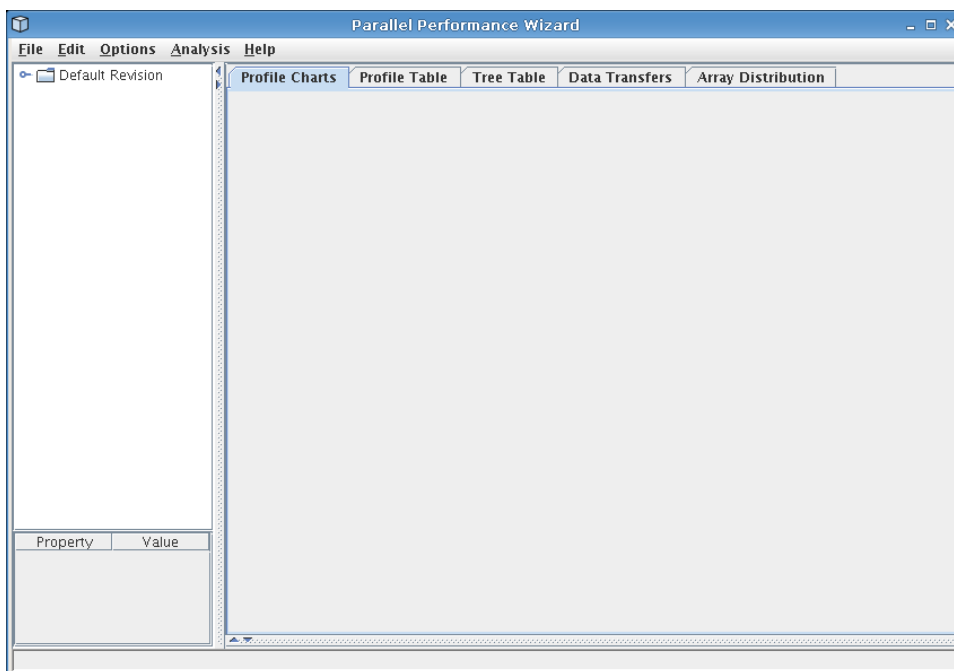 Parallel Performance Wizard
File Edit Options Analysis Help
Default Revision
Profile Charts Profile Table Tree Table Data Transfers Array Distribution
Property Value